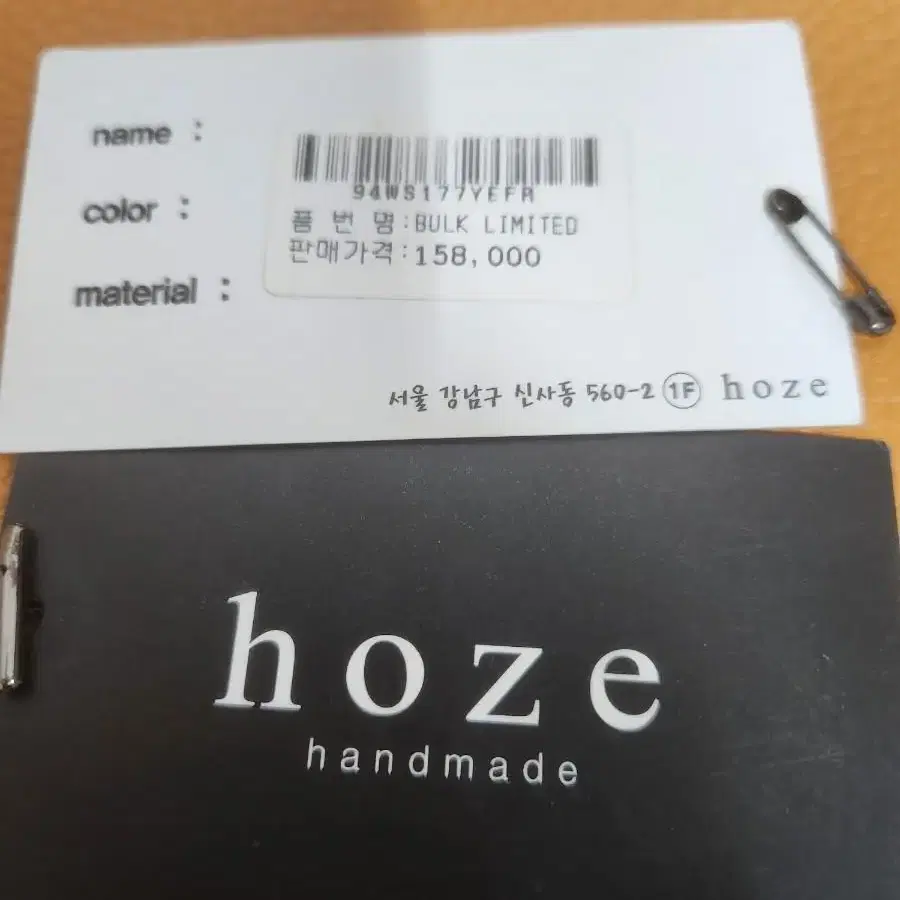 name :
color :
material :
94WS177YEFR
품 번 명:BULK LIMITED
판매가격:158,000
서울 강남구 신사동 560-2 1F hoze
hoze
handmade